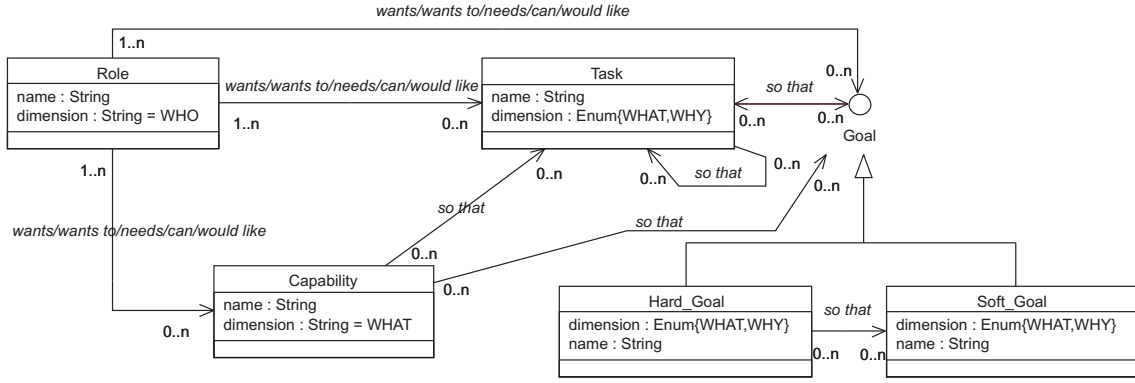 wants/wants to/needs/can/would like
1..n
0..n
Role
name : String
dimension : String = WHO
wants/wants to/needs/can/would like
1..n
0..n
Task
name : String
dimension : Enum{WHAT,WHY}
so that
0..n
0..n
Goal
1..n
0..n
so that
0..n
0..n
0..n
so that
so that
wants/wants to/needs/can/would like
0..n
0..n
0..n
Capability
name : String
dimension : String = WHAT
Hard_Goal
dimension : Enum{WHAT,WHY}
name : String
so that
0..n
0..n
Soft_Goal
dimension : Enum{WHAT,WHY}
name : String